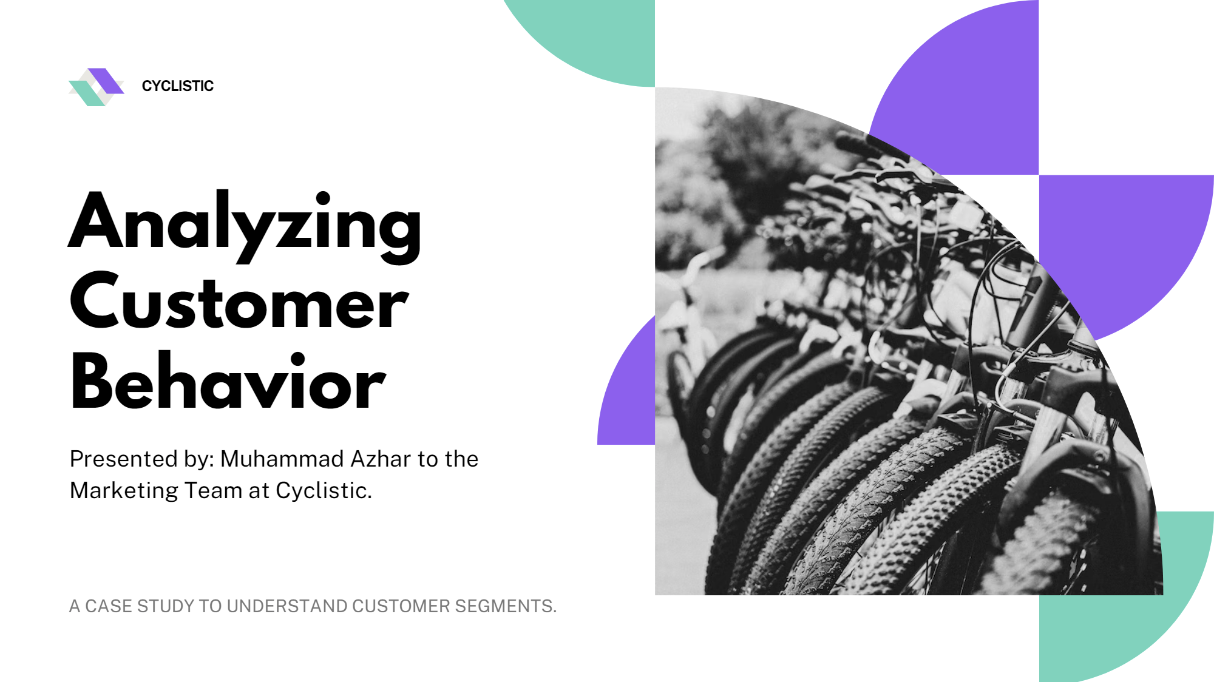 CYCLISTIC
Analyzing
Customer
Behavior
Presented by: Muhammad Azhar to the
Marketing Team at Cyclistic.
A CASE STUDY TO UNDERSTAND CUSTOMER SEGMENTS.